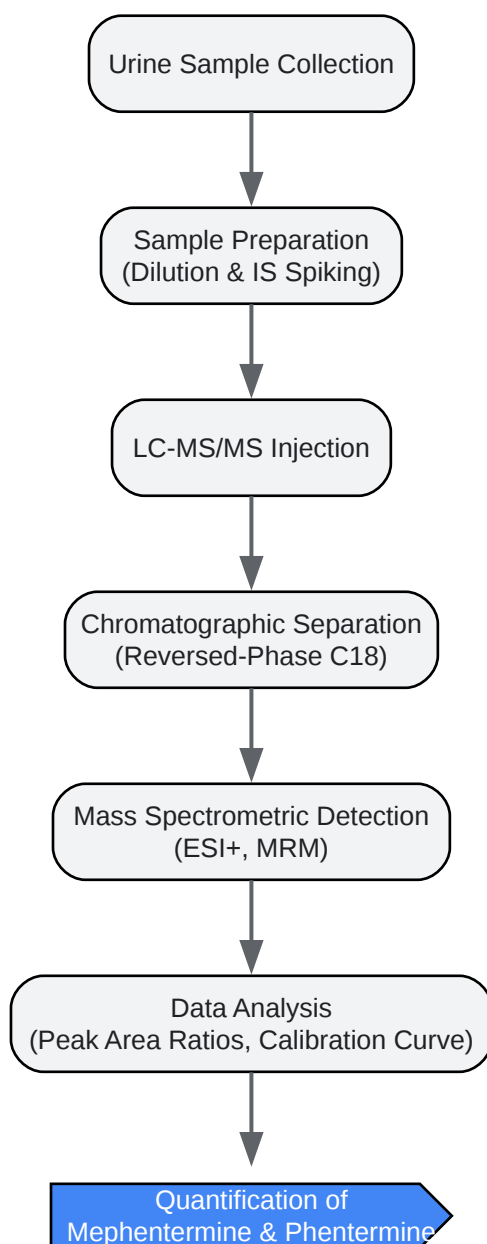 Urine Sample Collection
Sample Preparation
(Dilution & IS Spiking)
LC-MS/MS Injection
Chromatographic Separation
(Reversed-Phase C18)
Mass Spectrometric Detection
(ESI+, MRM)
Data Analysis
(Peak Area Ratios, Calibration Curve)
Quantification of
Mephentermine & Phentermine